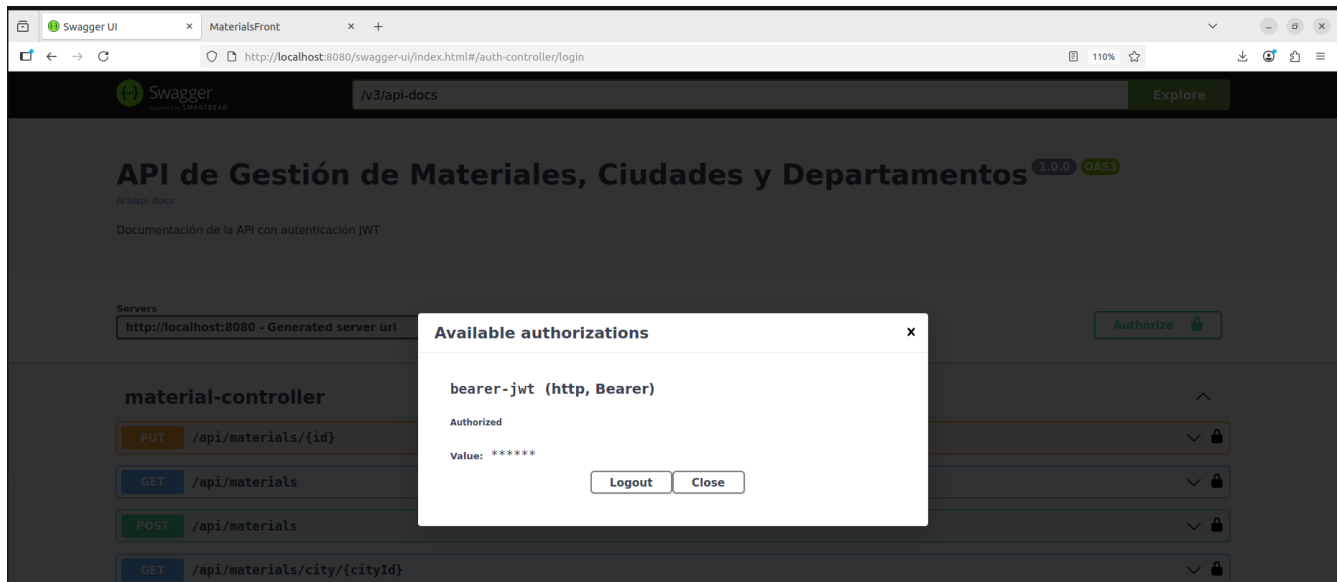 Swagger UI
MaterialsFront
http://localhost:8080/swagger-ui/index.html#/auth-controller/login
110%
Swagger
Supported by SMARTBEAR
/v3/api-docs
Explore
API de Gestión de Materiales, Ciudades y Departamentos 1.0.0 OAS3
/v3/api-docs
Documentación de la API con autenticación JWT
Servers
http://localhost:8080 - Generated server url
Authorize
Available authorizations
bearer-jwt (http, Bearer)
Authorized
Value: ******
Logout Close
material-controller
PUT /api/materials/{id}
GET /api/materials
POST /api/materials
GET /api/materials/city/{cityId}